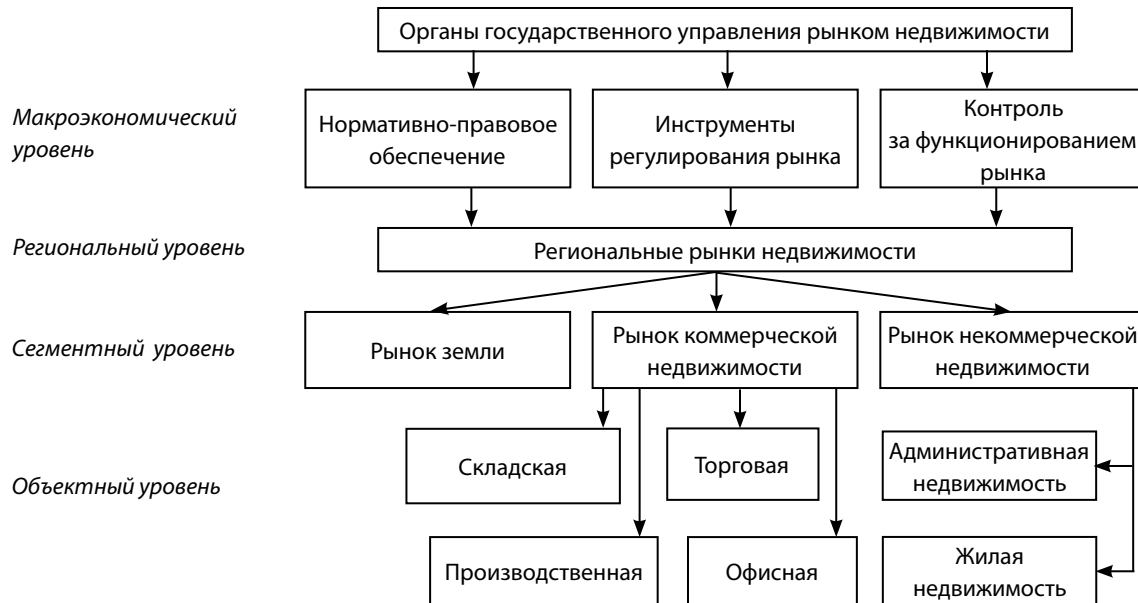 Органы государственного управления рынком недвижимости
Макроэкономический
уровень
Нормативно-правовое
обеспечение
Инструменты
регулирования рынка
Контроль
за функционированием
рынка
Региональный уровень
Региональные рынки недвижимости
Сегментный уровень
Рынок земли
Рынок коммерческой
недвижимости
Рынок некоммерческой
недвижимости
Объектный уровень
Складская
Торговая
Административная
недвижимость
Производственная
Офисная
Жилая
недвижимость